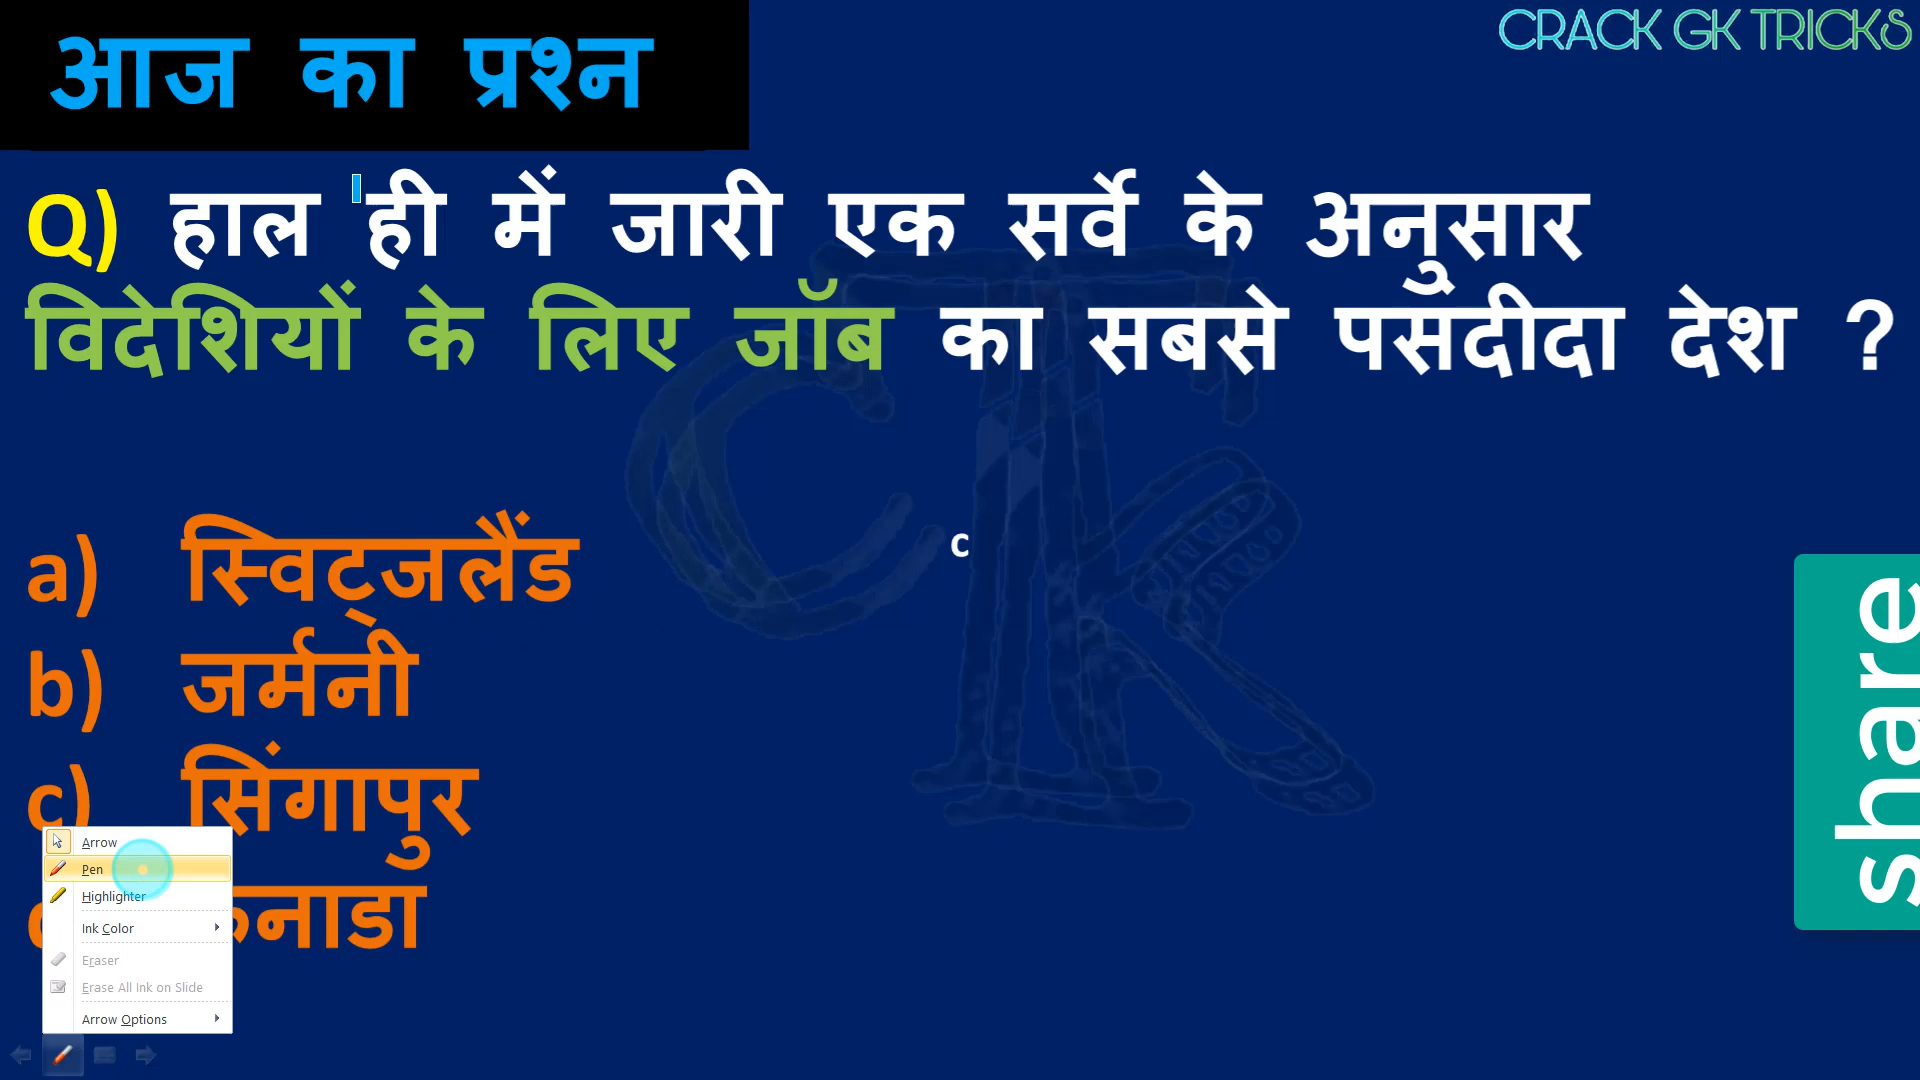 आज का प्रश्न
CRACK GK TRICKS
Q) हाल ही में जारी एक सर्वे के अनुसार
विदेशियों के लिए जॉब का सबसे पसदीदा देश ?
a) स्विट्जलैंड
c
b) जर्मनी
c) सिंगापुर
Arrow
Pen
Highlighter
नाडा
Ink Color
Eraser
Erase All Ink on Slide
Arrow Options
share